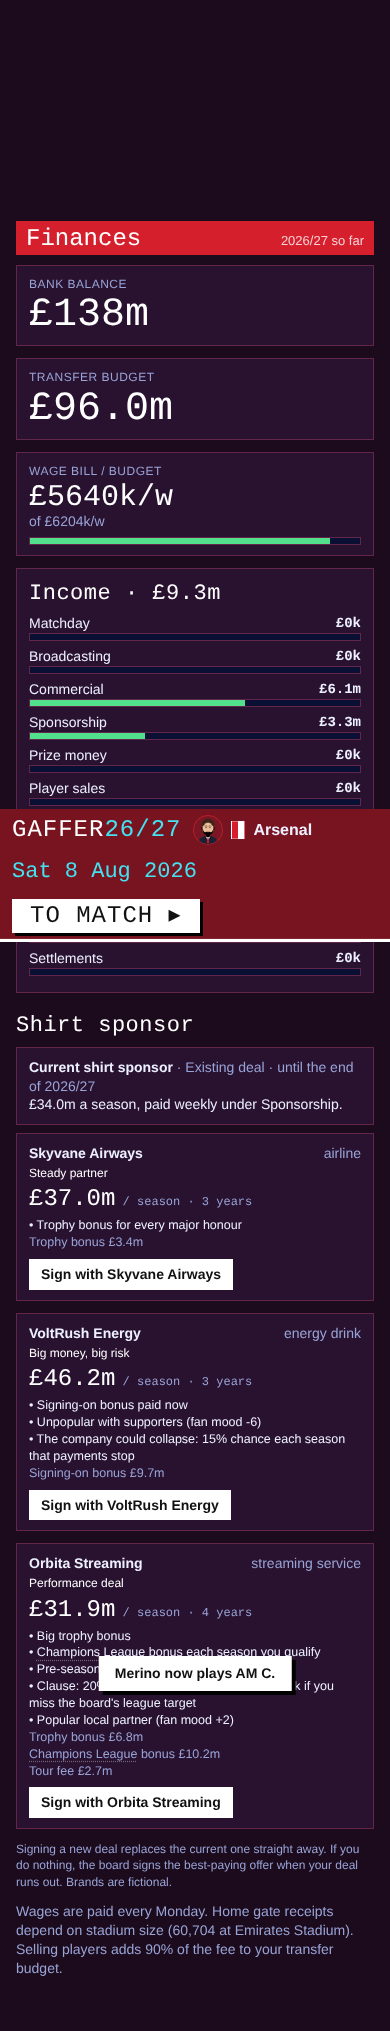 Finances 2026/27 so far
BANK BALANCE
£138m
TRANSFER BUDGET
£96.0m
WAGE BILL / BUDGET
£5640k/w
of £6204k/w
Income · £9.3m
Matchday £0k
Broadcasting £0k
Commercial £6.1m
Sponsorship £3.3m
Prize money £0k
Player sales £0k
GAFFER26/27 Arsenal
Sat 8 Aug 2026
TO MATCH ►
Settlements £0k
Shirt sponsor
Current shirt sponsor · Existing deal · until the end
of 2026/27
£34.0m a season, paid weekly under Sponsorship.
Skyvane Airways airline
Steady partner
£37.0m / season · 3 years
• Trophy bonus for every major honour
Trophy bonus £3.4m
Sign with Skyvane Airways
VoltRush Energy energy drink
Big money, big risk
£46.2m / season · 3 years
• Signing-on bonus paid now
• Unpopular with supporters (fan mood -6)
• The company could collapse: 15% chance each season
that payments stop
Signing-on bonus £9.7m
Sign with VoltRush Energy
Orbita Streaming streaming service
Performance deal
£31.9m / season · 4 years
• Big trophy bonus
• Champions League bonus each season you qualify
• Pre-season
Merino now plays AM C.
• Clause: 20% if you
miss the board's league target
• Popular local partner (fan mood +2)
Trophy bonus £6.8m
Champions League bonus £10.2m
Tour fee £2.7m
Sign with Orbita Streaming
Signing a new deal replaces the current one straight away. If you
do nothing, the board signs the best-paying offer when your deal
runs out. Brands are fictional.
Wages are paid every Monday. Home gate receipts
depend on stadium size (60,704 at Emirates Stadium).
Selling players adds 90% of the fee to your transfer
budget.